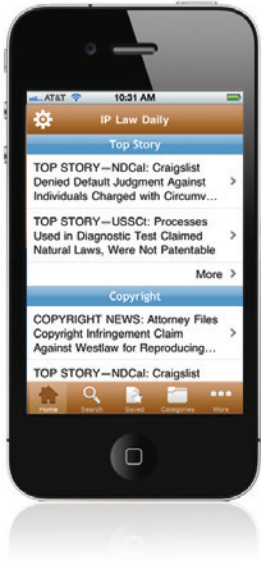 AT&T 10:31 AM
IP Law Daily
Top Story
TOP STORY—NDCal: Craigslist
Denied Default Judgment Against
Individuals Charged with Circumv...
TOP STORY—USSCt: Processes
Used in Diagnostic Test Claimed
Natural Laws, Were Not Patentable
More
Copyright
COPYRIGHT NEWS: Attorney Files
Copyright Infringement Claim
Against Westlaw for Reproducing...
TOP STORY—NDCal: Craigslist
Home Search Saved Categories More